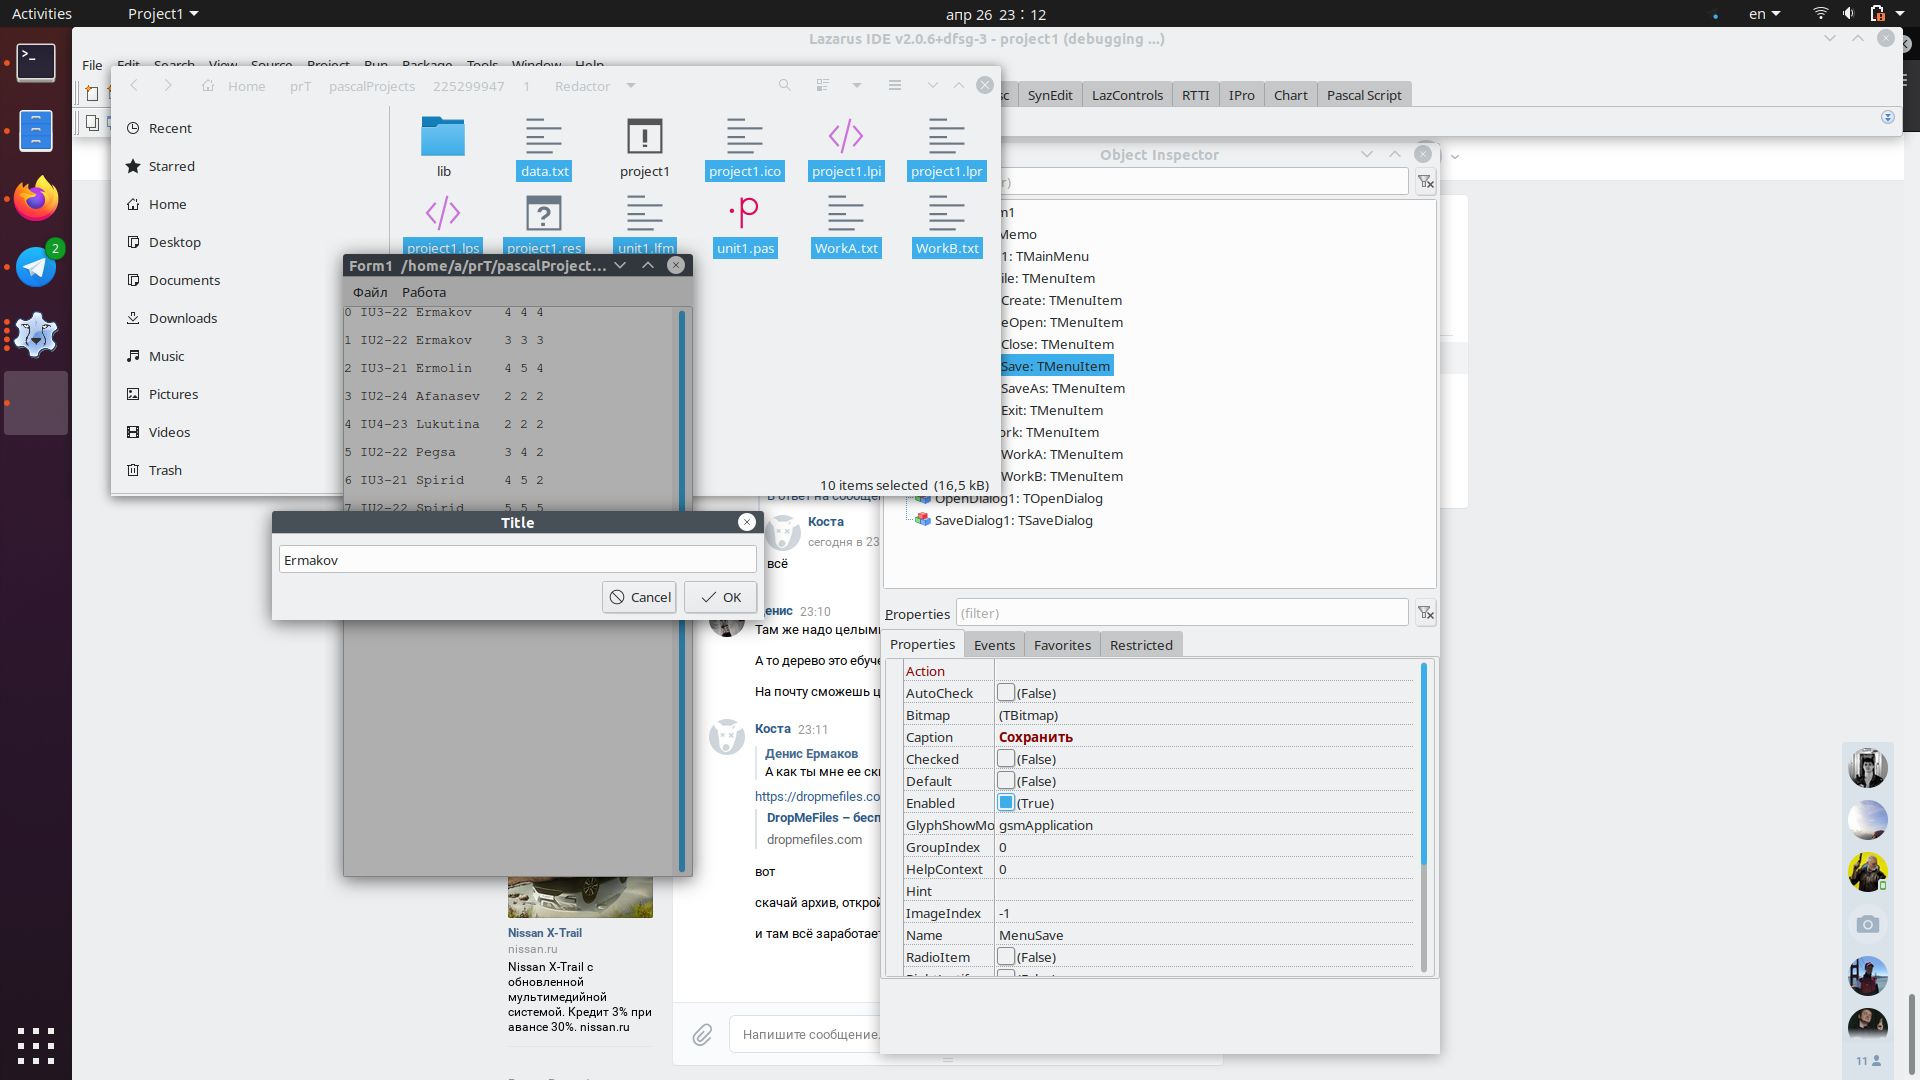 Activities
Project1
апр 26 23 : 12
en
Lazarus IDE v2.0.6+dfsg-3 - project1 (debugging ...)
File Edit Search View Source Project Run Package Tools Window Help
SynEdit LazControls RTTI IPro Chart Pascal Script
Home prT pascalProjects 225299947 1 Redactor
Recent
Starred
Home
Desktop
Documents
Downloads
Music
Pictures
Videos
Trash
lib data.txt project1 project1.ico project1.lpi project1.lpr
project1.lps project1.res unit1.lfm unit1.pas WorkA.txt WorkB.txt
10 items selected (16,5 kB)
2
Form1 /home/a/prT/pascalProject...
Файл Работа
0 IU3-22 Ermakov 4 4 4
1 IU2-22 Ermakov 3 3 3
2 IU3-21 Ermolin 4 5 4
3 IU2-24 Afanasev 2 2 2
4 IU4-23 Lukutina 2 2 2
5 IU2-22 Pegsa 3 4 2
6 IU3-21 Spirid 4 5 2
7 IU2-22 Spirid 5 5 5
Title
Ermakov
Cancel
OK
Object Inspector
r)
m1
Memo
1: TMainMenu
ile: TMenuItem
Create: TMenuItem
eOpen: TMenuItem
Close: TMenuItem
Save: TMenuItem
SaveAs: TMenuItem
Exit: TMenuItem
ork: TMenuItem
WorkA: TMenuItem
WorkB: TMenuItem
OpenDialog1: TOpenDialog
SaveDialog1: TSaveDialog
Properties (filter)
Properties Events Favorites Restricted
Action
AutoCheck (False)
Bitmap (TBitmap)
Caption Сохранить
Checked (False)
Default (False)
Enabled (True)
GlyphShowMo gsmApplication
GroupIndex 0
HelpContext 0
Hint
ImageIndex -1
Name MenuSave
RadioItem (False)
В ответ на сообщен
Коста
сегодня в 23
всё
Денис 23:10
Там же надо целым
А то дерево это ебуче
На почту сможешь ц
Коста 23:11
Денис Ермаков
А как ты мне ее ск
https://dropmefiles.co
DropMeFiles – бесп
dropmefiles.com
вот
скачай архив, открой
и там всё заработает
Напишите сообщение
Nissan X-Trail
nissan.ru
Nissan X-Trail с
обновленной
мультимедийной
системой. Кредит 3% при
авансе 30%. nissan.ru
11